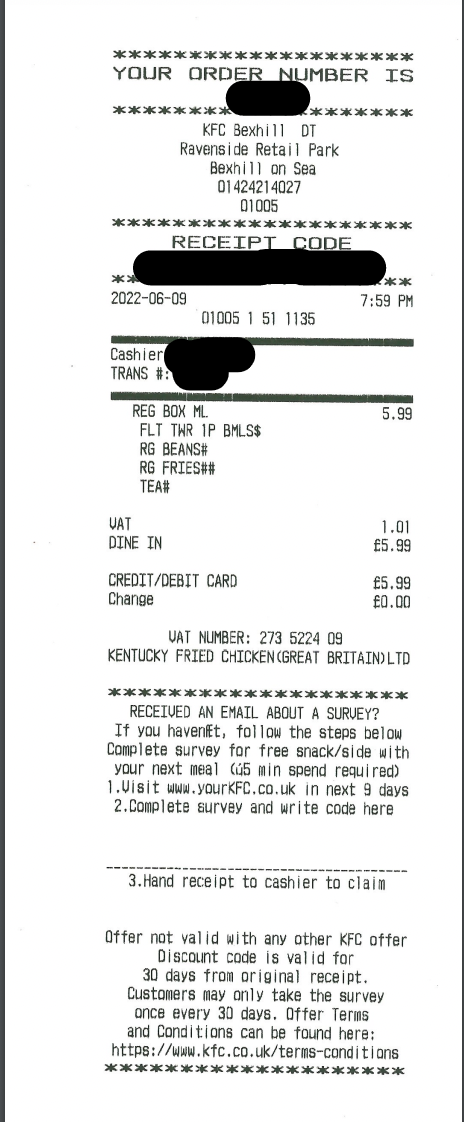 *********************
YOUR ORDER NUMBER IS
*********************
KFC Bexhill DT
Ravenside Retail Park
Bexhill on Sea
01424214027
01005
*********************
RECEIPT CODE
** **
2022-06-09 7:59 PM
01005 1 51 1135
Cashier
TRANS #:
REG BOX ML 5.99
FLT TWR 1P BMLS$
RG BEANS#
RG FRIES##
TEA#
VAT 1.01
DINE IN £5.99
CREDIT/DEBIT CARD £5.99
Change £0.00
VAT NUMBER: 273 5224 09
KENTUCKY FRIED CHICKEN(GREAT BRITAIN)LTD
*********************
RECEIVED AN EMAIL ABOUT A SURVEY?
If you havenÆt, follow the steps below
Complete survey for free snack/side with
your next meal (ú5 min spend required)
1.Visit www.yourKFC.co.uk in next 9 days
2.Complete survey and write code here
----------------------------------------
3.Hand receipt to cashier to claim
Offer not valid with any other KFC offer
Discount code is valid for
30 days from original receipt.
Customers may only take the survey
once every 30 days. Offer Terms
and Conditions can be found here:
https://www.kfc.co.uk/terms-conditions
*********************